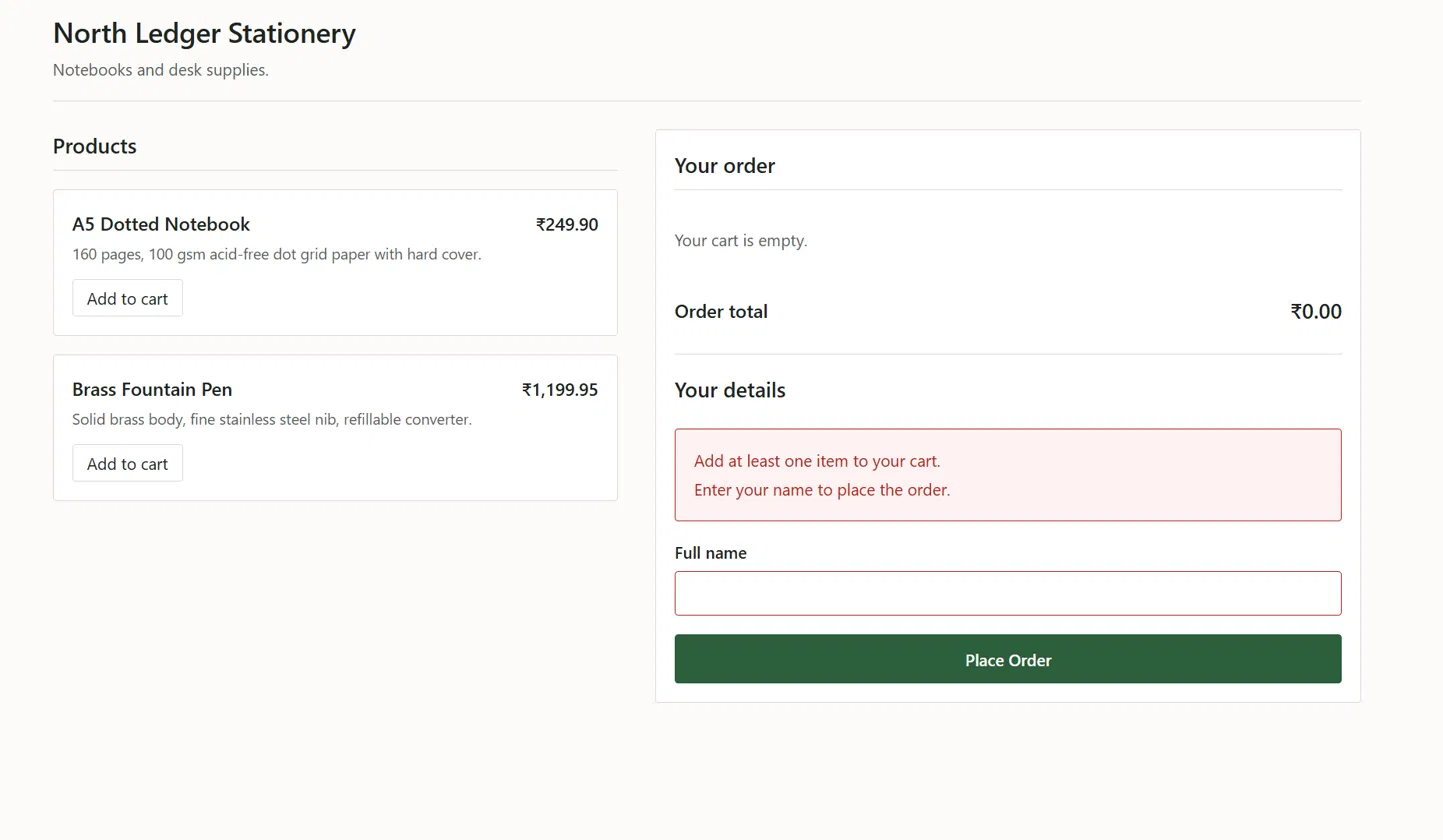 North Ledger Stationery
Notebooks and desk supplies.
Products
A5 Dotted Notebook
₹249.90
160 pages, 100 gsm acid-free dot grid paper with hard cover.
Add to cart
Brass Fountain Pen
₹1,199.95
Solid brass body, fine stainless steel nib, refillable converter.
Add to cart
Your order
Your cart is empty.
Order total
₹0.00
Your details
Add at least one item to your cart.
Enter your name to place the order.
Full name
Place Order